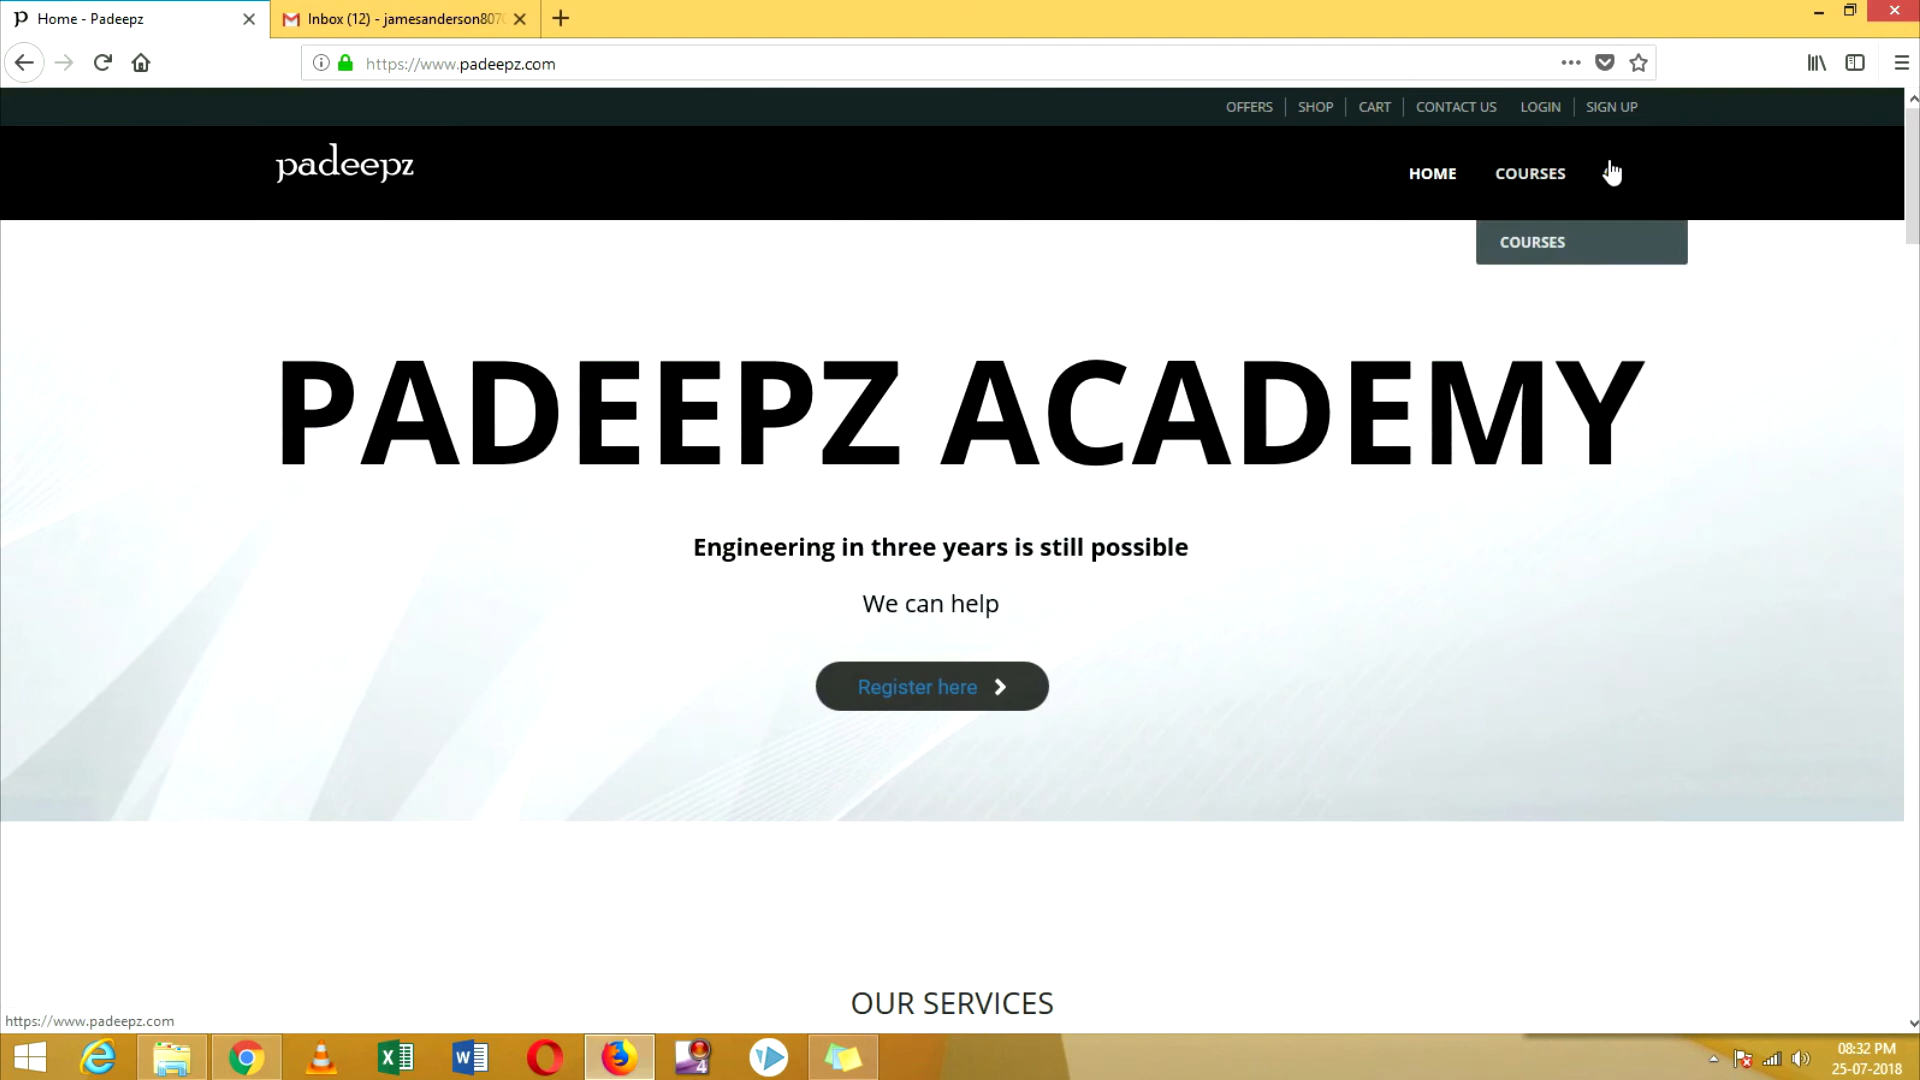 Home - Padeepz
Inbox (12) - jamesanderson807
https://www.padeepz.com
OFFERS SHOP CART CONTACT US LOGIN SIGN UP
padeepz
HOME COURSES
COURSES
PADEEPZ ACADEMY
Engineering in three years is still possible
We can help
Register here
OUR SERVICES
https://www.padeepz.com
4
08:32 PM
25-07-2018